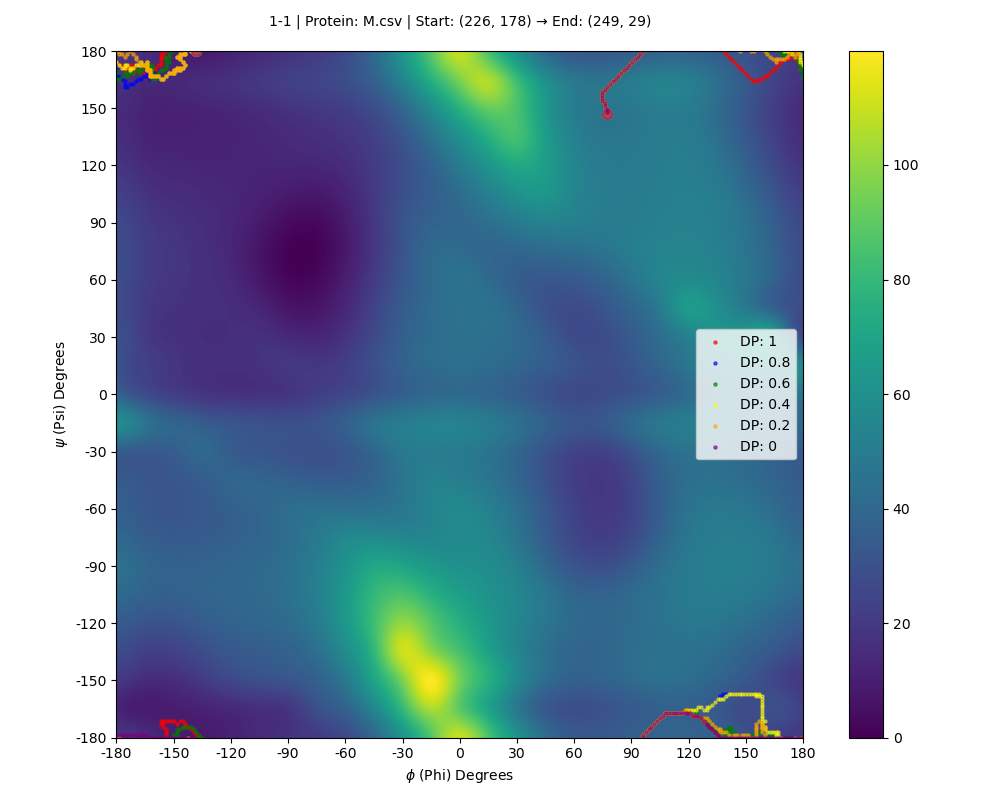 1-1 | Protein: M.csv | Start: (226, 178) → End: (249, 29)
180
150
120
90
60
30
0
-30
-60
-90
-120
-150
-180
ψ (Psi) Degrees
-180 -150 -120 -90 -60 -30 0 30 60 90 120 150 180
ϕ (Phi) Degrees
DP: 1
DP: 0.8
DP: 0.6
DP: 0.4
DP: 0.2
DP: 0
100
80
60
40
20
0